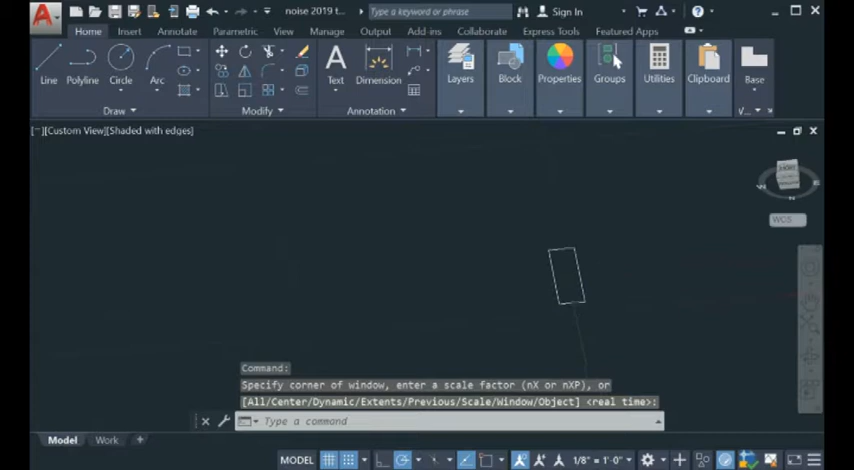 A noise 2019 t... Type a keyword or phrase Sign In ?
Home Insert Annotate Parametric View Manage Output Add-ins Collaborate Express Tools Featured Apps
Line Polyline Circle Arc Text Dimension Layers Block Properties Groups Utilities Clipboard Base
Draw Modify Annotation V...
[−][Custom View][Shaded with edges]
WCS
Command:
Specify corner of window, enter a scale factor (nX or nXP), or
[All/Center/Dynamic/Extents/Previous/Scale/Window/Object] <real time>:
Type a command
Model Work +
MODEL 1/8" = 1'-0"